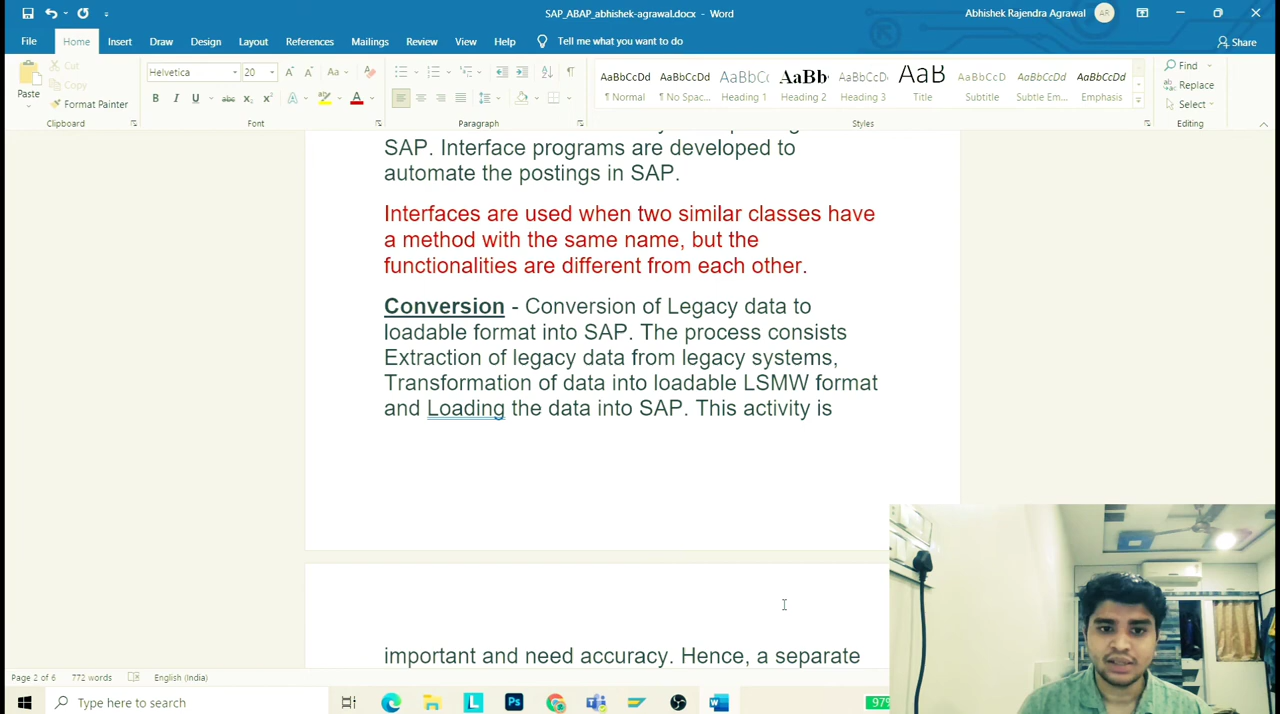 SAP_ABAP_abhishek-agrawal.docx - Word
Abhishek Rajendra Agrawal
AR
File Home Insert Draw Design Layout References Mailings Review View Help Tell me what you want to do
Share
Paste
Cut
Copy
Format Painter
Clipboard
Helvetica 20
Font
Paragraph
AaBbCcDd AaBbCcDd AaBbCc AaBb AaBbCcDd AaB AaBbCcDd AaBbCcDd AaBbCcDd
¶ Normal ¶ No Spac... Heading 1 Heading 2 Heading 3 Title Subtitle Subtle Em... Emphasis
Styles
Find
Replace
Select
Editing
SAP. Interface programs are developed to
automate the postings in SAP.
Interfaces are used when two similar classes have
a method with the same name, but the
functionalities are different from each other.
Conversion - Conversion of Legacy data to
loadable format into SAP. The process consists
Extraction of legacy data from legacy systems,
Transformation of data into loadable LSMW format
and Loading the data into SAP. This activity is
important and need accuracy. Hence, a separate
Page 2 of 6 772 words English (India)
Type here to search
97%